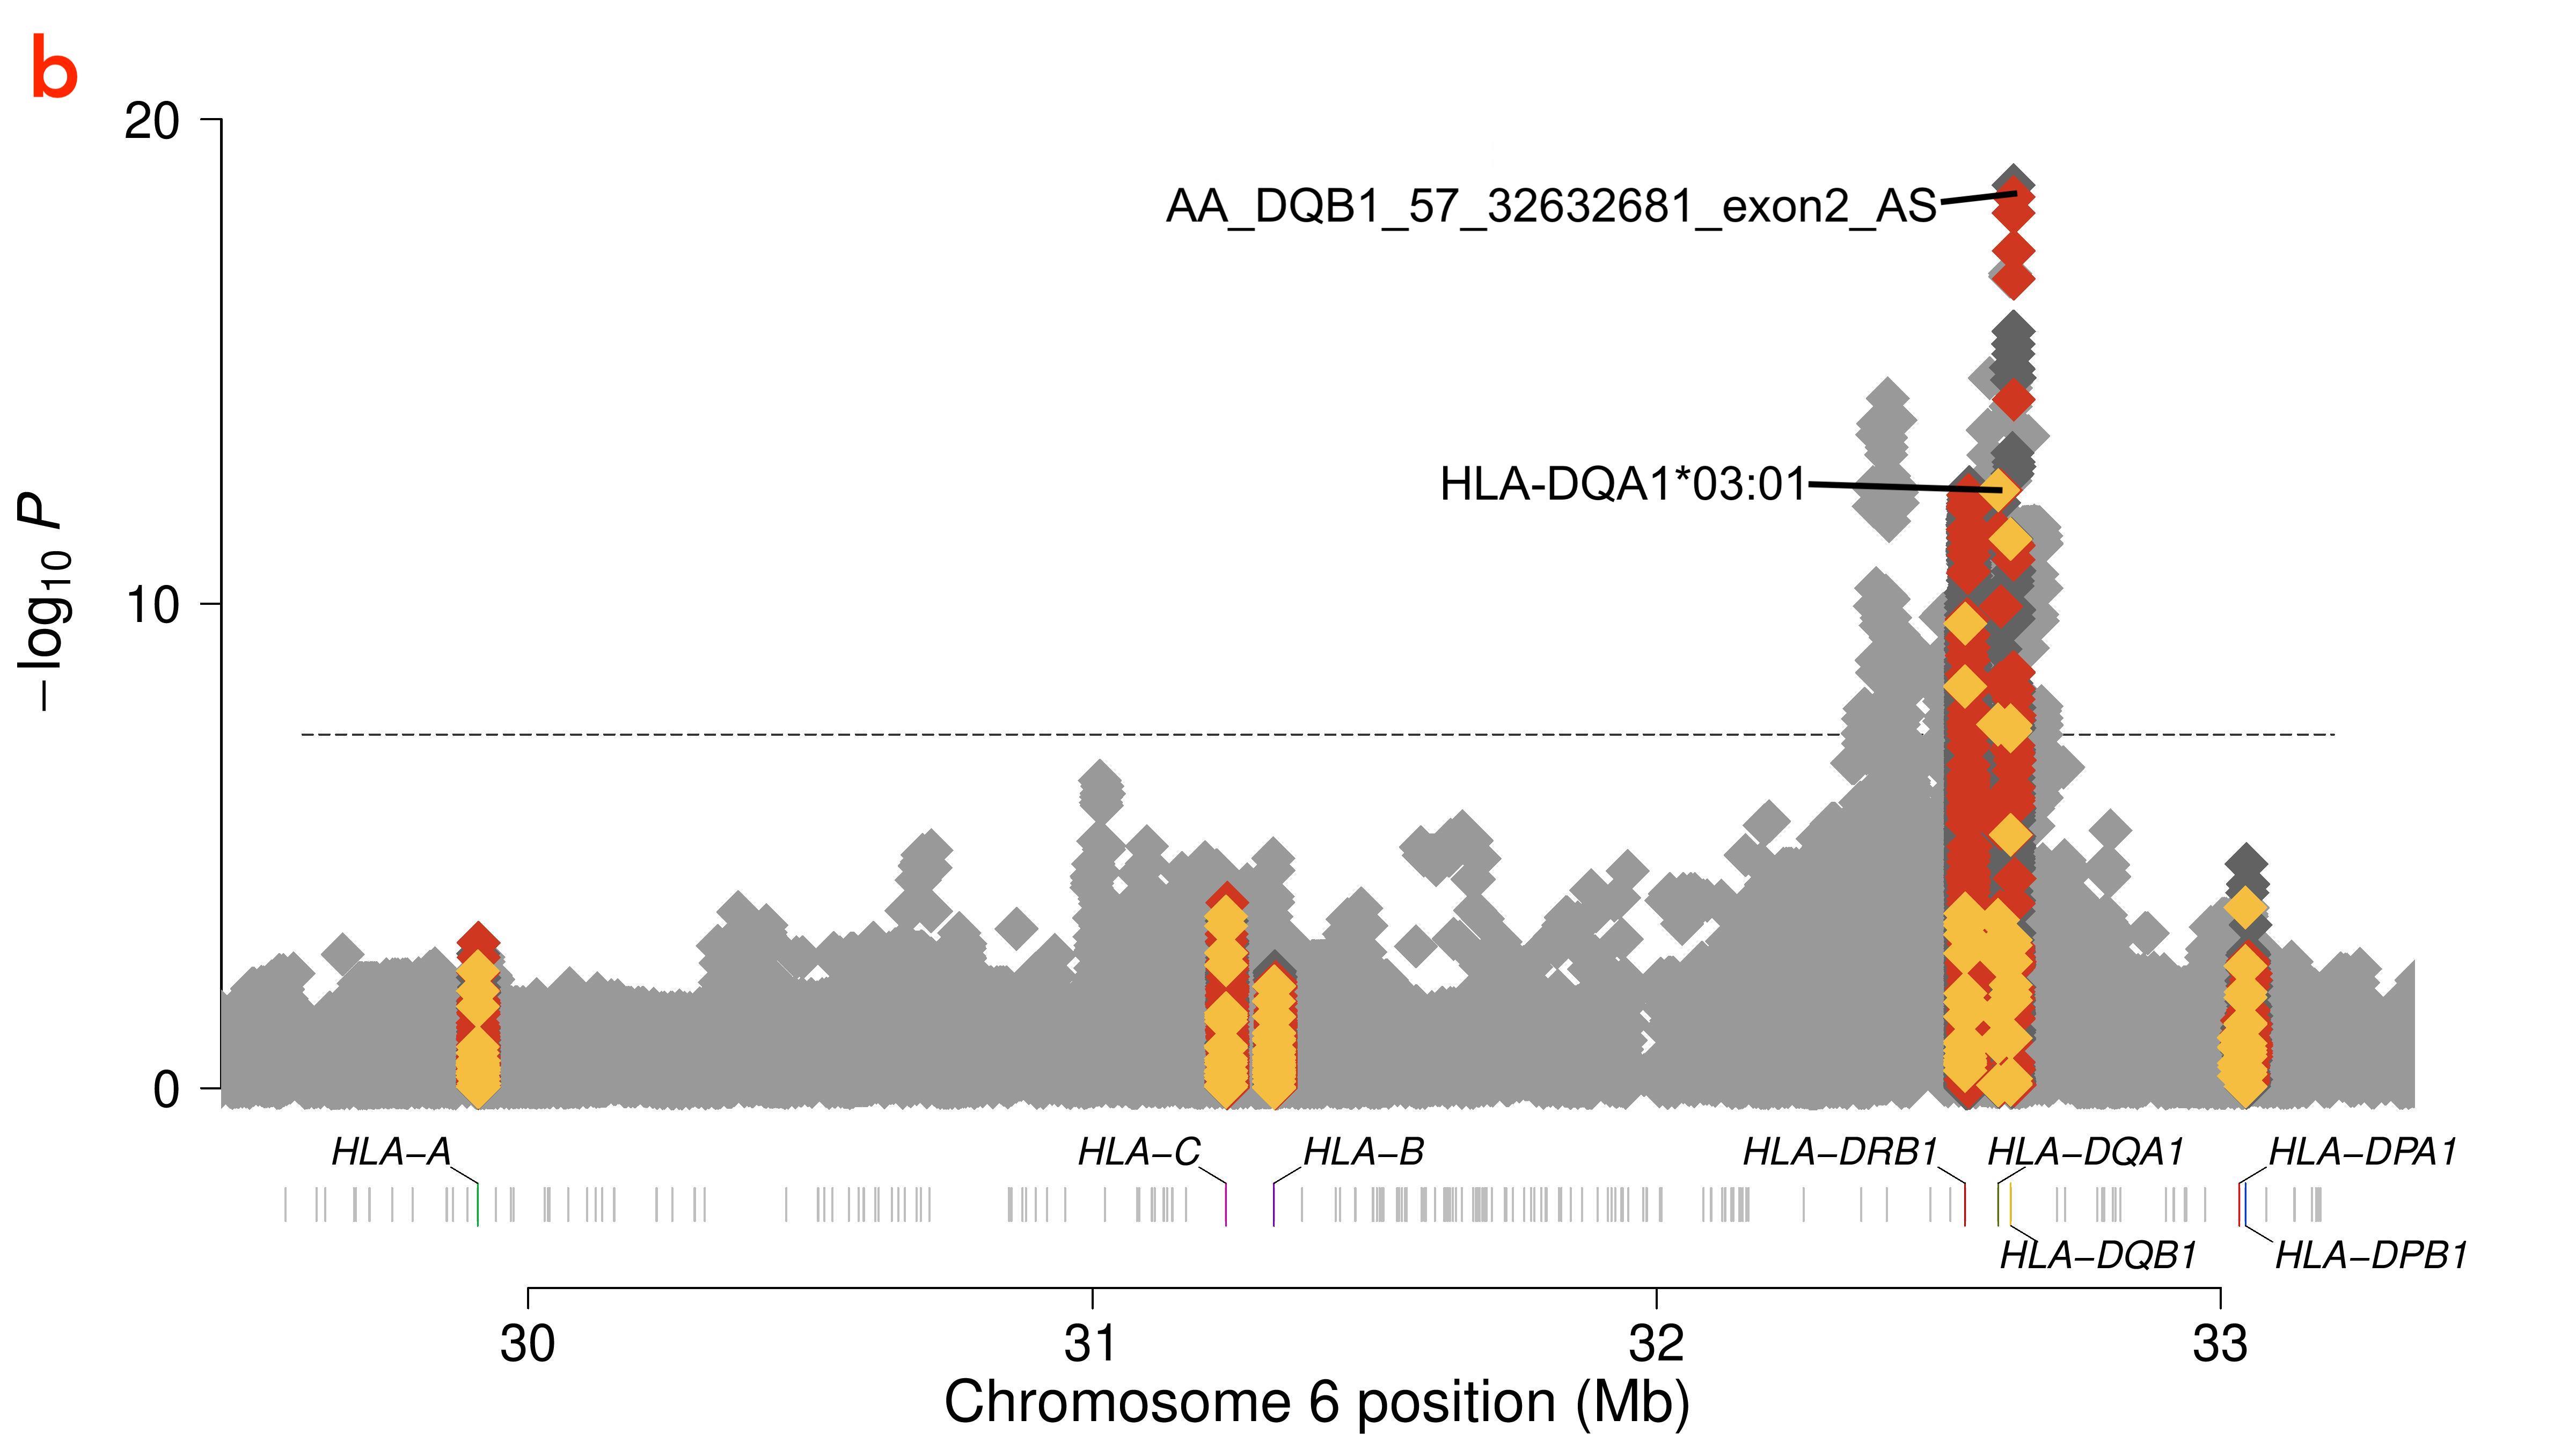 b
20
AA_DQB1_57_32632681_exon2_AS
HLA-DQA1*03:01
10
−log10 P
0
HLA−A
HLA−C
HLA−B
HLA−DRB1
HLA−DQA1
HLA−DPA1
HLA−DQB1
HLA−DPB1
30
31
32
33
Chromosome 6 position (Mb)